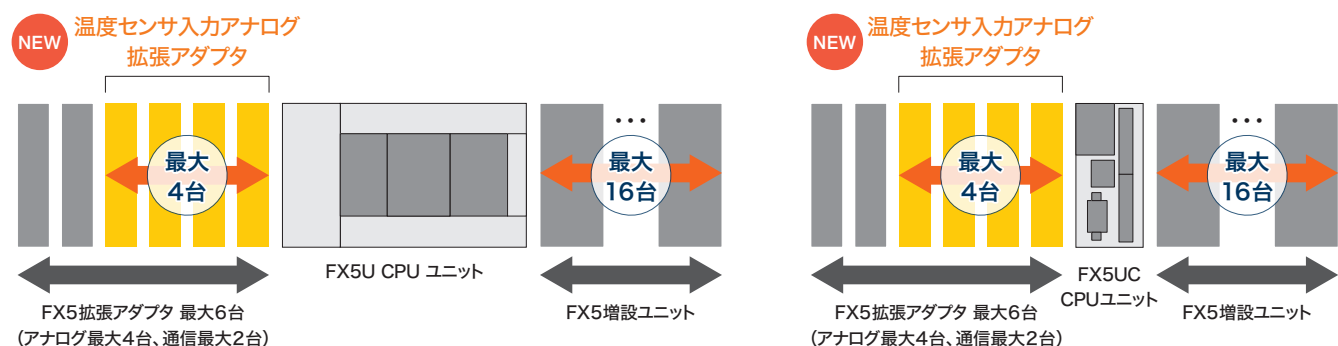 NEW
温度センサ入力アナログ
拡張アダプタ
最大
4台
…
最大
16台
FX5U CPU ユニット
FX5拡張アダプタ 最大6台
(アナログ最大4台、通信最大2台)
FX5増設ユニット
NEW
温度センサ入力アナログ
拡張アダプタ
最大
4台
…
最大
16台
FX5UC
CPUユニット
FX5拡張アダプタ 最大6台
(アナログ最大4台、通信最大2台)
FX5増設ユニット